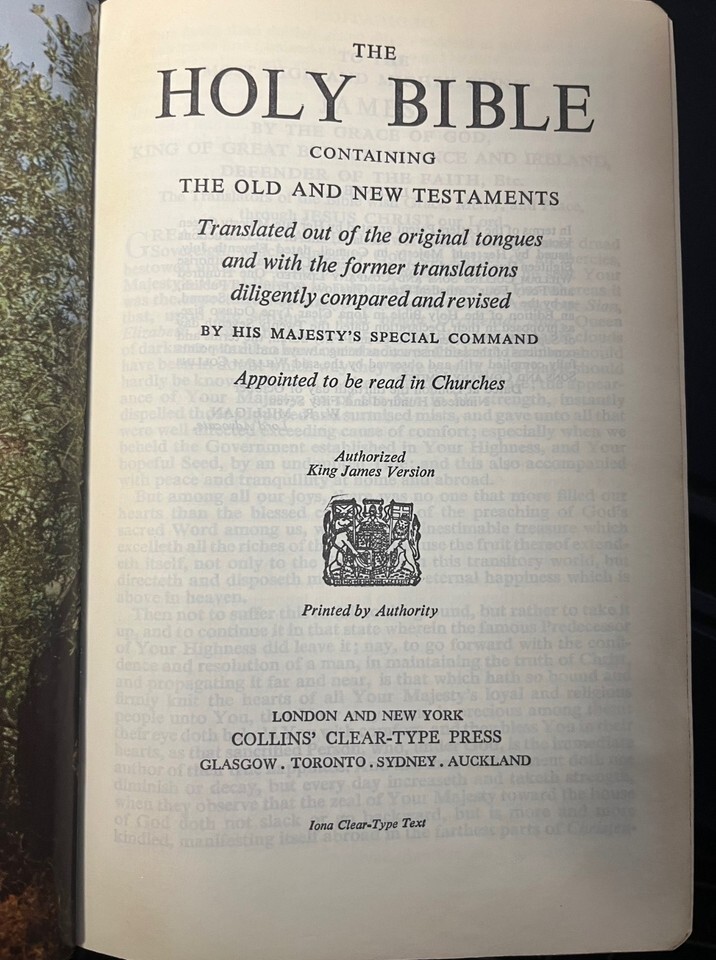 THE
HOLY BIBLE
CONTAINING
THE OLD AND NEW TESTAMENTS
Translated out of the original tongues
and with the former translations
diligently compared and revised
BY HIS MAJESTY'S SPECIAL COMMAND
Appointed to be read in Churches
Authorized
King James Version
Printed by Authority
LONDON AND NEW YORK
COLLINS' CLEAR-TYPE PRESS
GLASGOW . TORONTO . SYDNEY . AUCKLAND
Iona Clear-Type Text